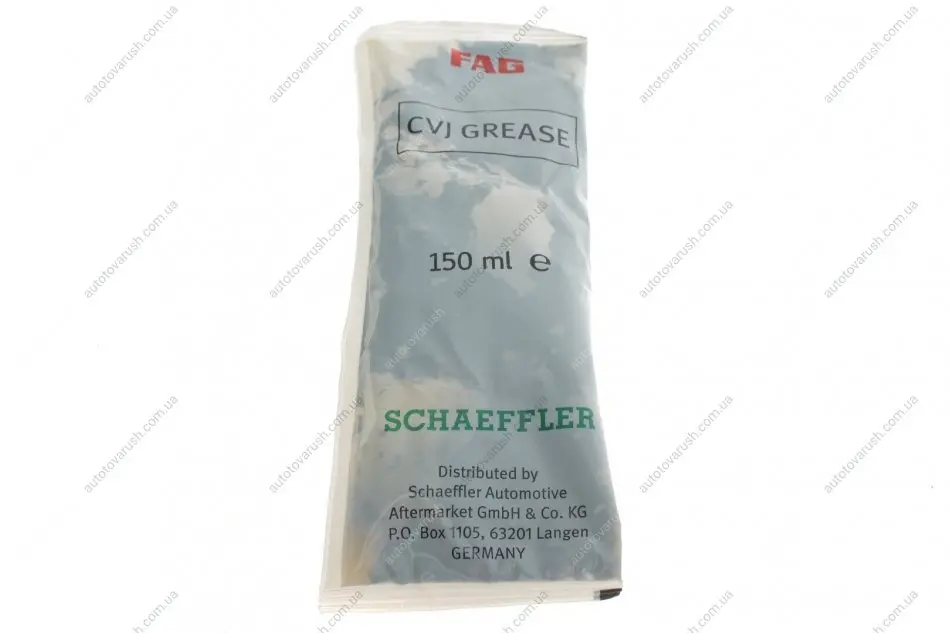 FAG
CVJ GREASE
150 ml e
SCHAEFFLER
Distributed by
Schaeffler Automotive
Aftermarket GmbH & Co. KG
P.O. Box 1105, 63201 Langen
GERMANY
autotovarush.com.ua